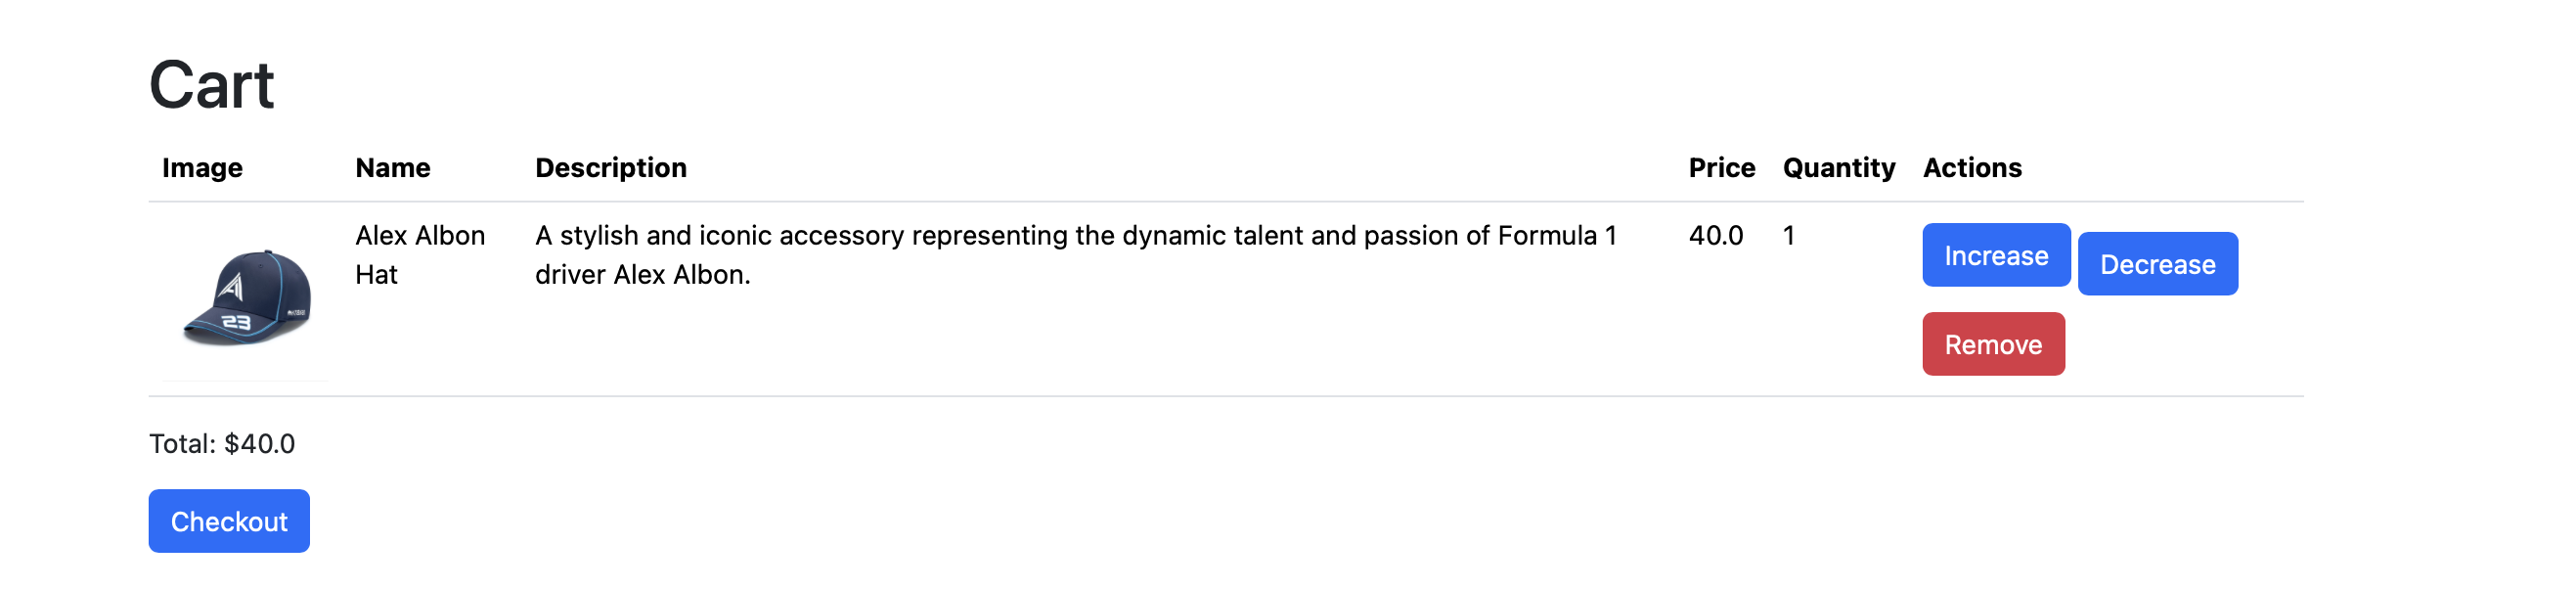 Cart
Image Name Description Price Quantity Actions
Alex Albon Hat
23
A stylish and iconic accessory representing the dynamic talent and passion of Formula 1
driver Alex Albon.
40.0
1
Increase
Decrease
Remove
Total: $40.0
Checkout